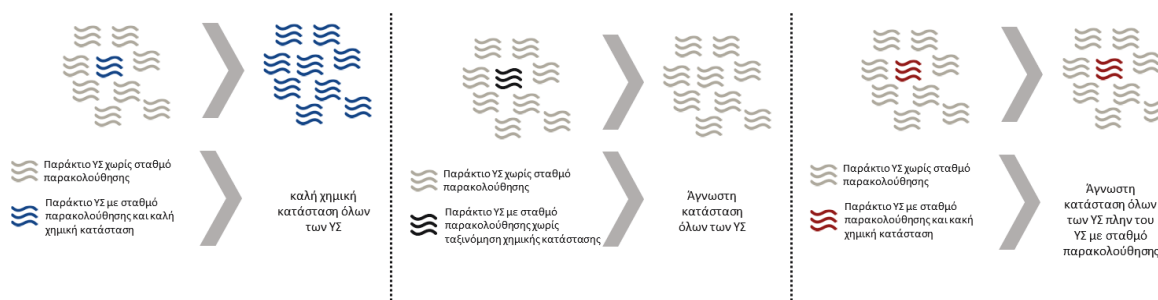 Παράκτιο ΥΣ χωρίς σταθμό
παρακολούθησης
Παράκτιο ΥΣ με σταθμό
παρακολούθησης και καλή
χημική κατάσταση
καλή χημική
κατάσταση όλων
των ΥΣ
Παράκτιο ΥΣ χωρίς σταθμό
παρακολούθησης
Παράκτιο ΥΣ με σταθμό
παρακολούθησης χωρίς
ταξινόμηση χημικής κατάστασης
Άγνωστη
κατάσταση
όλων των ΥΣ
Παράκτιο ΥΣ χωρίς σταθμό
παρακολούθησης
Παράκτιο ΥΣ με σταθμό
παρακολούθησης και κακή
χημική κατάσταση
Άγνωστη
κατάσταση όλων
των ΥΣ πλην του
ΥΣ με σταθμό
παρακολούθησης